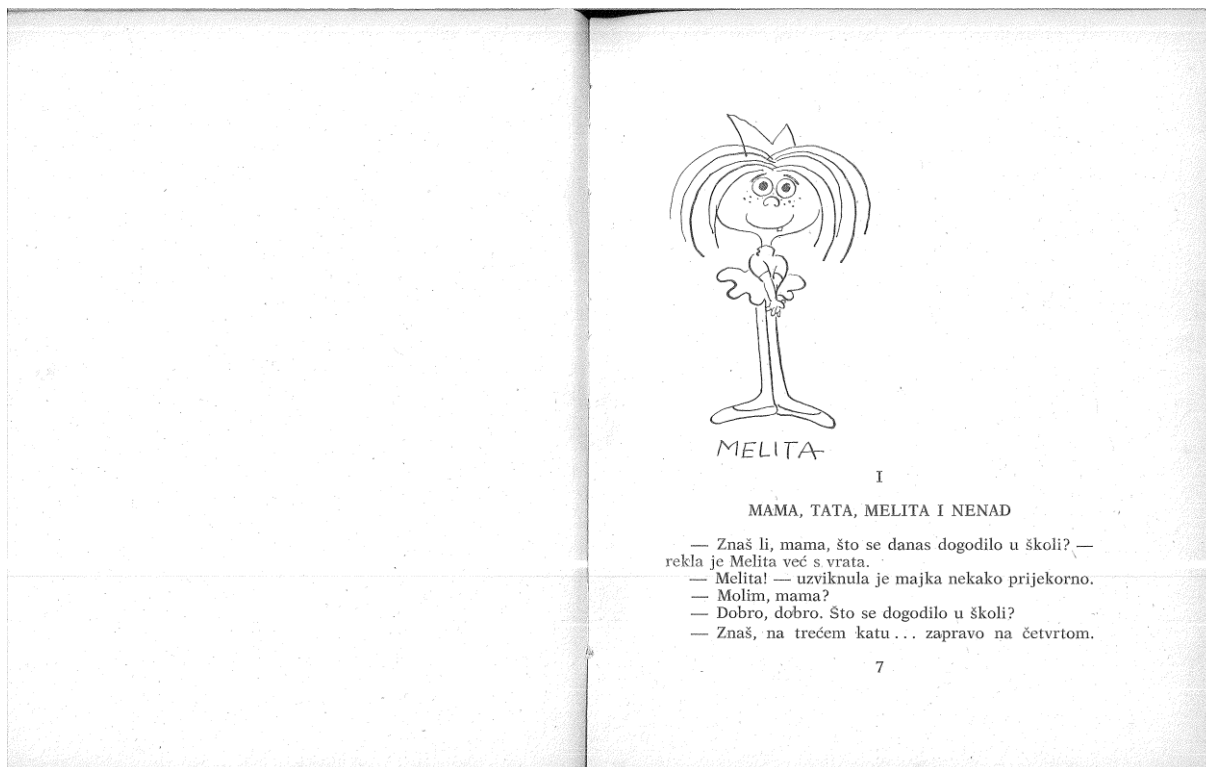 MELITA
I
MAMA, TATA, MELITA I NENAD
— Znaš li, mama, što se danas dogodilo u školi? —
rekla je Melita već s vrata.
— Melita! — uzviknula je majka nekako prijekorno.
— Molim, mama?
— Dobro, dobro. Što se dogodilo u školi?
— Znaš, na trećem katu... zapravo na četvrtom.
7